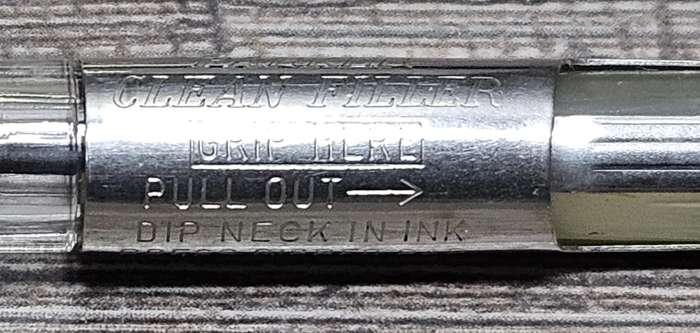 CLEAN FILLER
GRIP HERE
PULL OUT →
DIP NECK IN INK